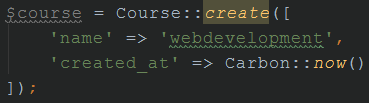 $course = Course::create([
    'name' => 'webdevelopment',
    'created_at' => Carbon::now()
]);